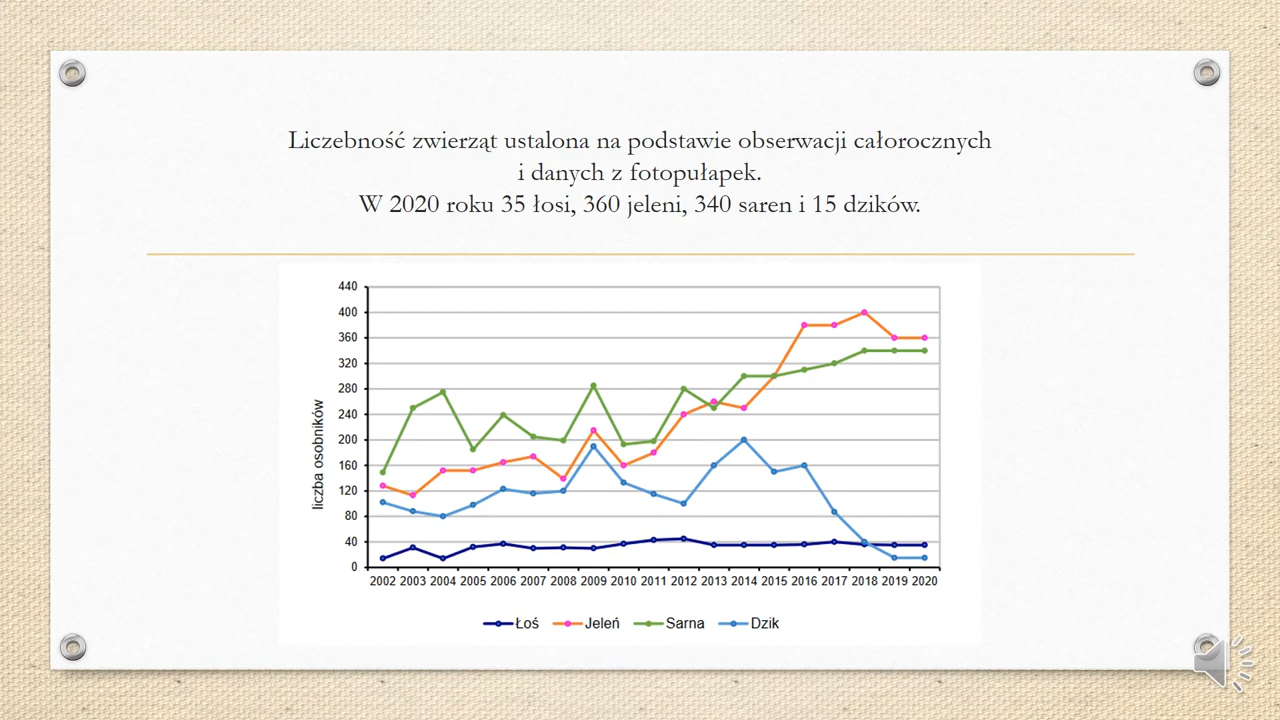 Liczebność zwierząt ustalona na podstawie obserwacji całorocznych
i danych z fotopułapek.
W 2020 roku 35 łosi, 360 jeleni, 340 saren i 15 dzików.
liczba osobników
440
400
360
320
280
240
200
160
120
80
40
0
2002 2003 2004 2005 2006 2007 2008 2009 2010 2011 2012 2013 2014 2015 2016 2017 2018 2019 2020
Łoś Jeleń Sarna Dzik